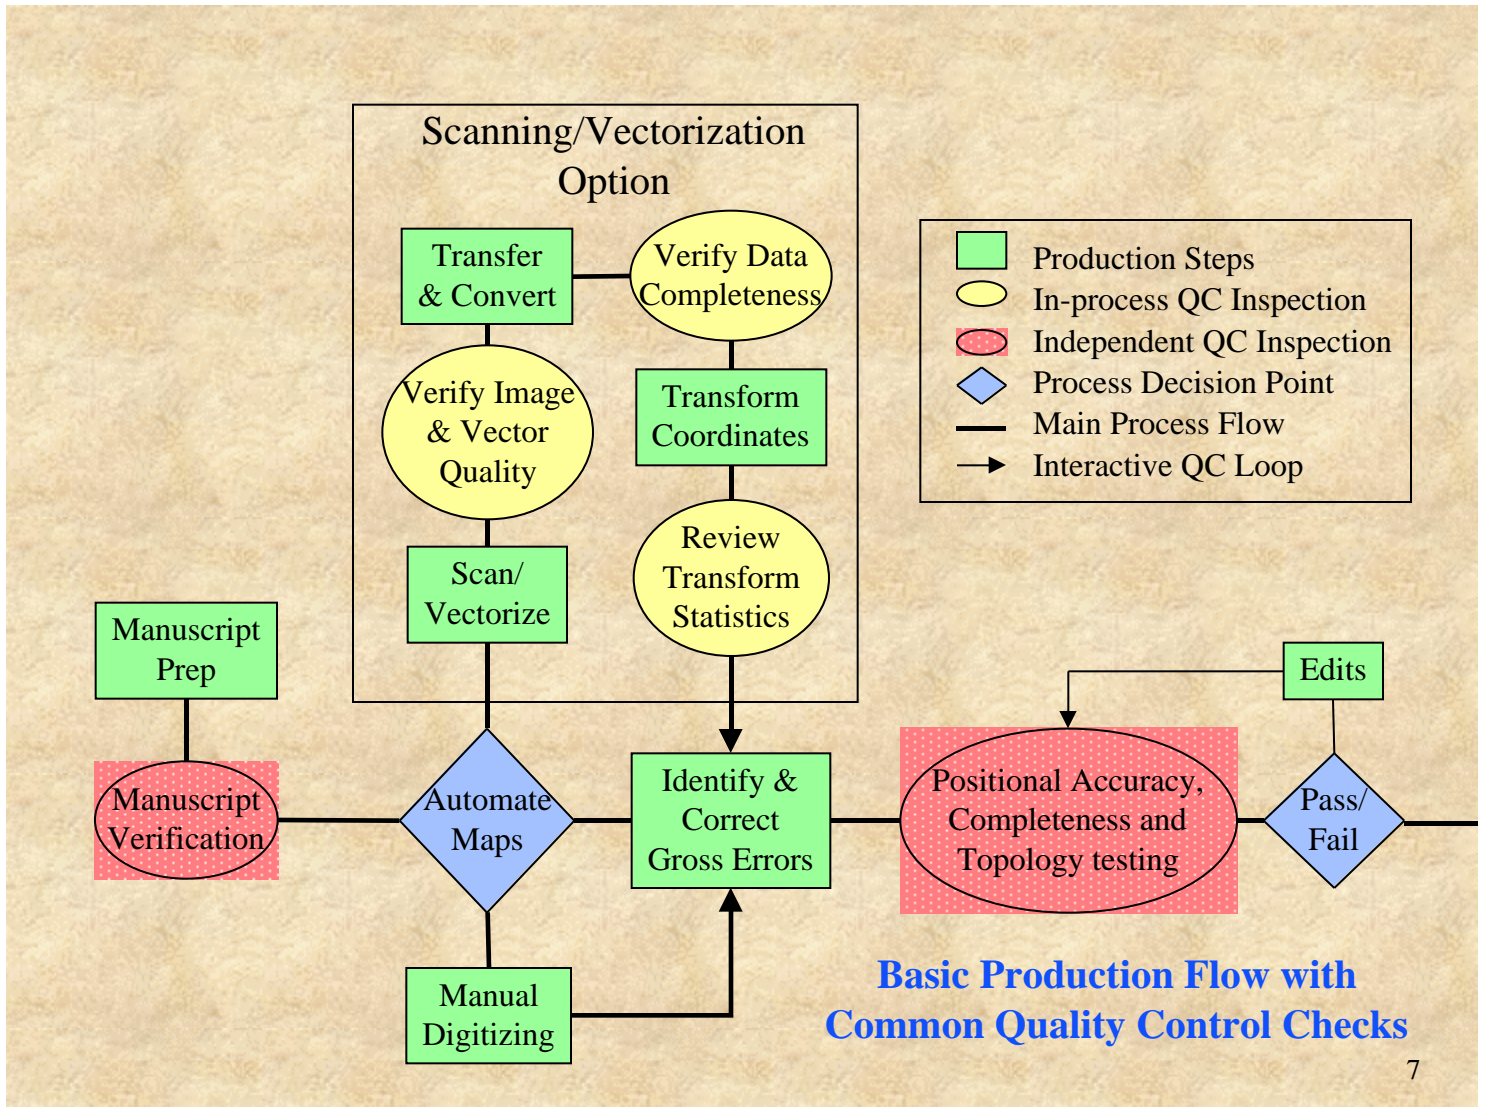 Scanning/Vectorization
Option
Transfer
& Convert
Verify Data
Completeness
Verify Image
& Vector
Quality
Transform
Coordinates
Scan/
Vectorize
Review
Transform
Statistics
Production Steps
In-process QC Inspection
Independent QC Inspection
Process Decision Point
Main Process Flow
Interactive QC Loop
Manuscript
Prep
Manuscript
Verification
Automate
Maps
Identify &
Correct
Gross Errors
Positional Accuracy,
Completeness and
Topology testing
Edits
Pass/
Fail
Manual
Digitizing
Basic Production Flow with
Common Quality Control Checks
7